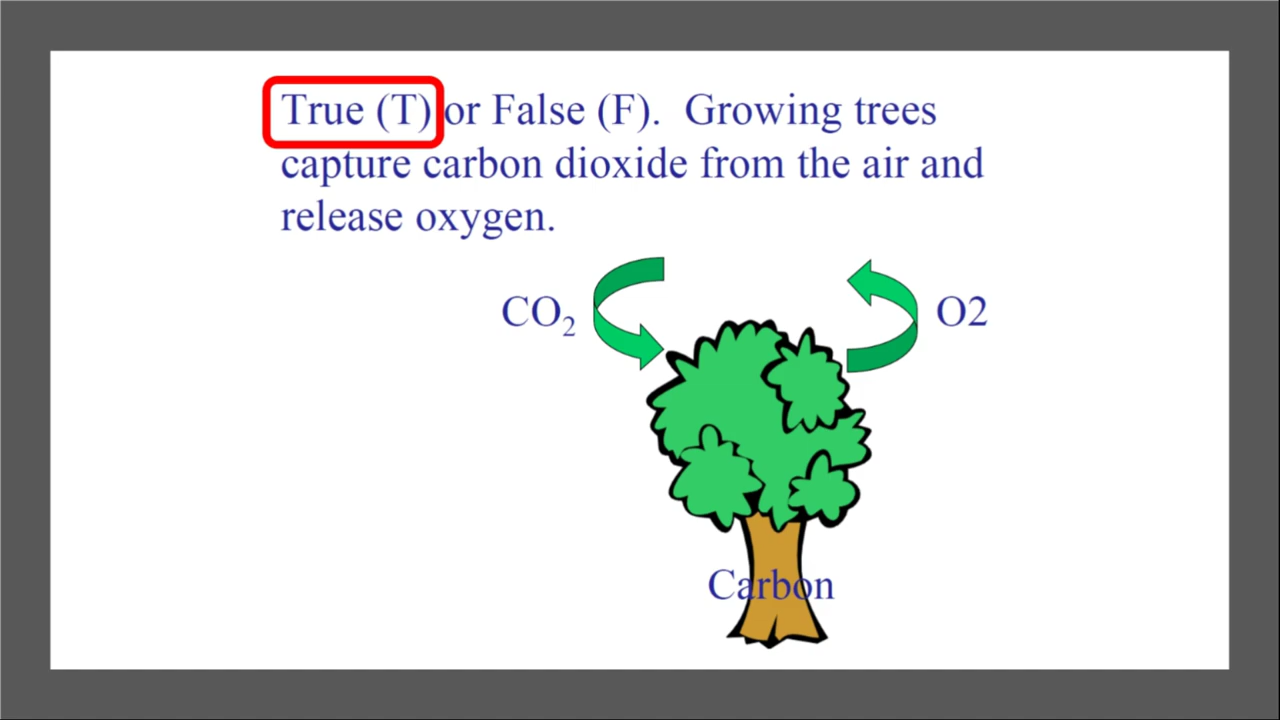 True (T) or False (F).  Growing trees
capture carbon dioxide from the air and
release oxygen.
CO₂
O2
Carbon